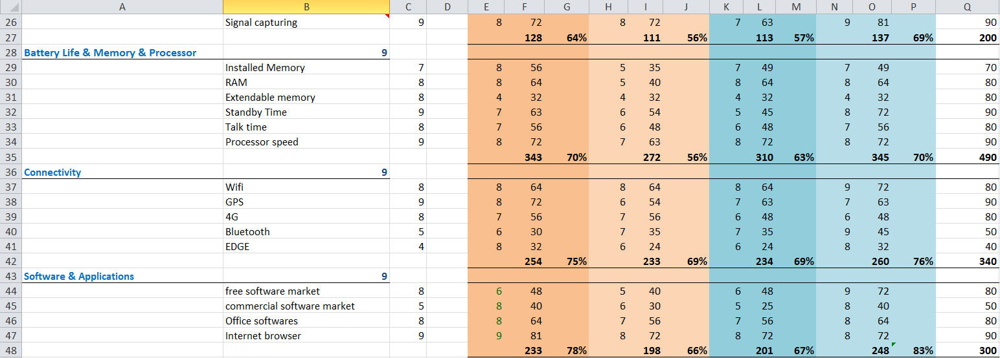 A B C D E F G H I J K L M N O P Q
26 Signal capturing 9 8 72 8 72 7 63 9 81 90
27 128 64% 111 56% 113 57% 137 69% 200
28 Battery Life & Memory & Processor 9
29 Installed Memory 7 8 56 5 35 7 49 7 49 70
30 RAM 8 8 64 5 40 8 64 8 64 80
31 Extendable memory 8 4 32 4 32 4 32 4 32 80
32 Standby Time 9 7 63 6 54 5 45 8 72 90
33 Talk time 8 7 56 6 48 6 48 7 56 80
34 Processor speed 9 8 72 7 63 8 72 8 72 90
35 343 70% 272 56% 310 63% 345 70% 490
36 Connectivity 9
37 Wifi 8 8 64 8 64 8 64 9 72 80
38 GPS 9 8 72 6 54 7 63 7 63 90
39 4G 8 7 56 7 56 6 48 6 48 80
40 Bluetooth 5 6 30 7 35 7 35 9 45 50
41 EDGE 4 8 32 6 24 6 24 8 32 40
42 254 75% 233 69% 234 69% 260 76% 340
43 Software & Applications 9
44 free software market 8 6 48 5 40 6 48 9 72 80
45 commercial software market 5 8 40 6 30 5 25 8 40 50
46 Office softwares 8 8 64 7 56 7 56 8 64 80
47 Internet browser 9 9 81 8 72 8 72 8 72 90
48 233 78% 198 66% 201 67% 248 83% 300